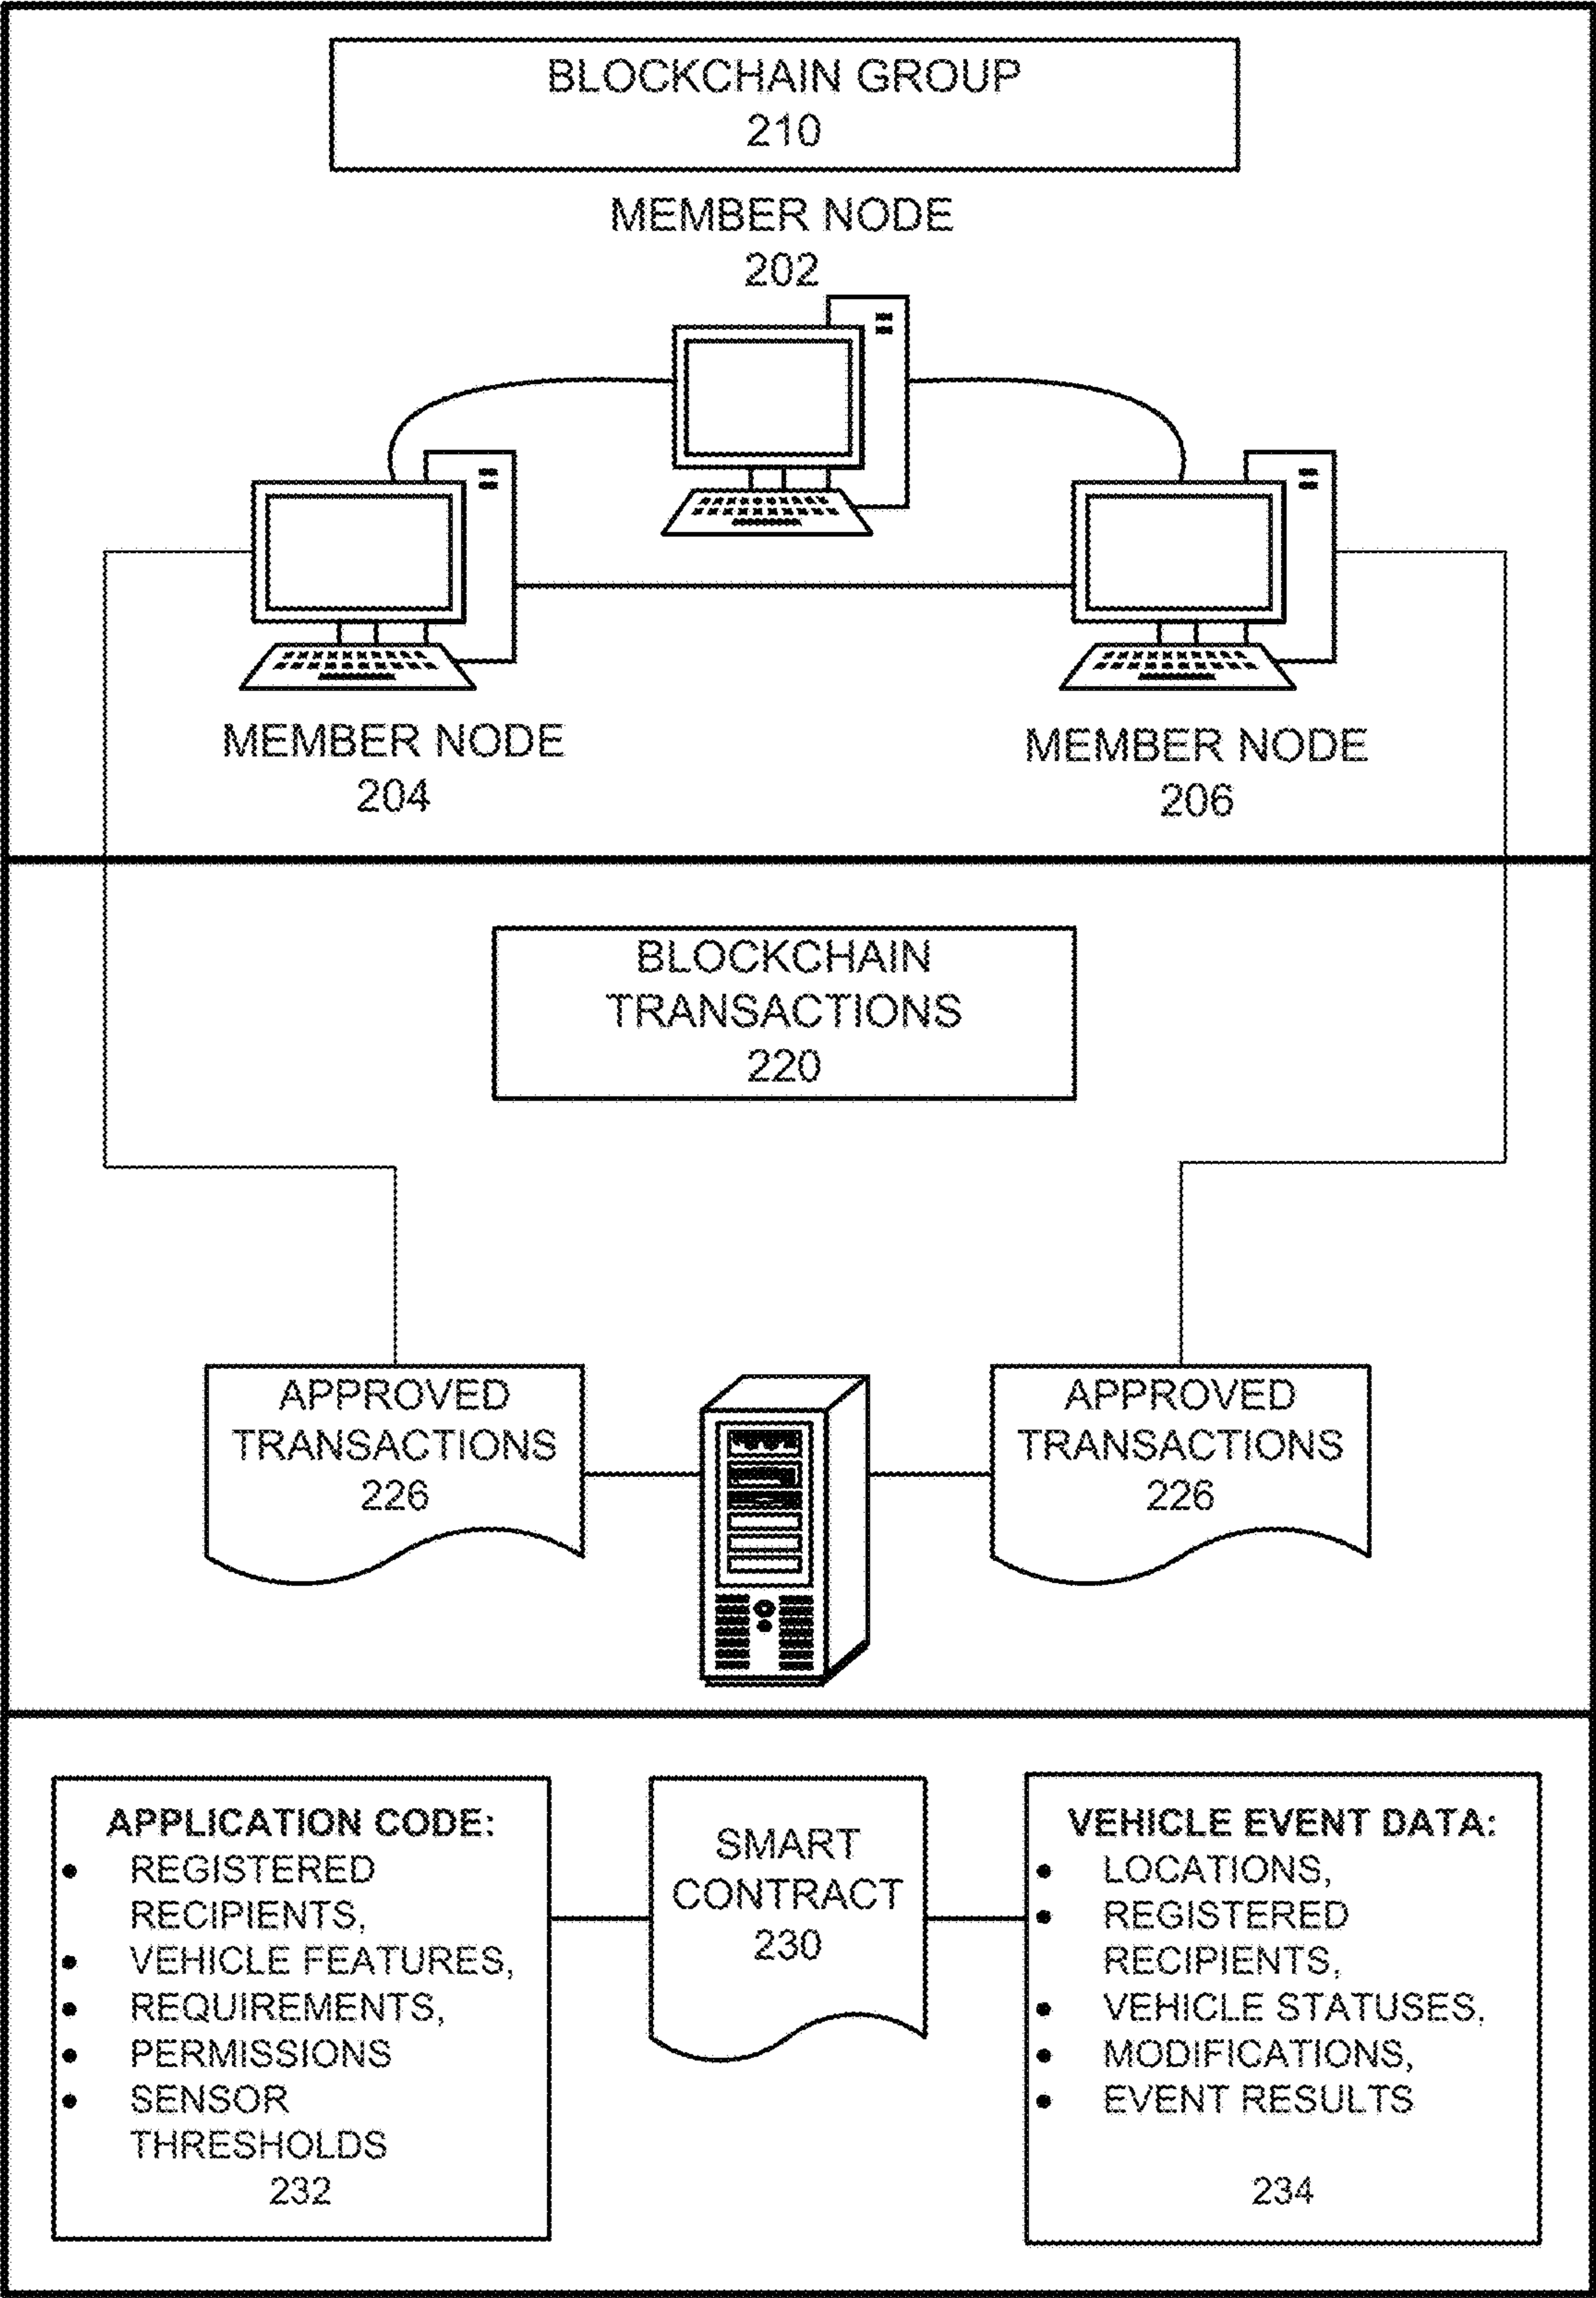 BLOCKCHAIN GROUP
210
MEMBER NODE
202
MEMBER NODE
204
MEMBER NODE
206
BLOCKCHAIN
TRANSACTIONS
220
APPROVED
TRANSACTIONS
226
APPROVED
TRANSACTIONS
226
APPLICATION CODE:
• REGISTERED
RECIPIENTS,
• VEHICLE FEATURES,
• REQUIREMENTS,
• PERMISSIONS
• SENSOR
THRESHOLDS
232
SMART
CONTRACT
230
VEHICLE EVENT DATA:
• LOCATIONS,
• REGISTERED
RECIPIENTS,
• VEHICLE STATUSES,
• MODIFICATIONS,
• EVENT RESULTS
234